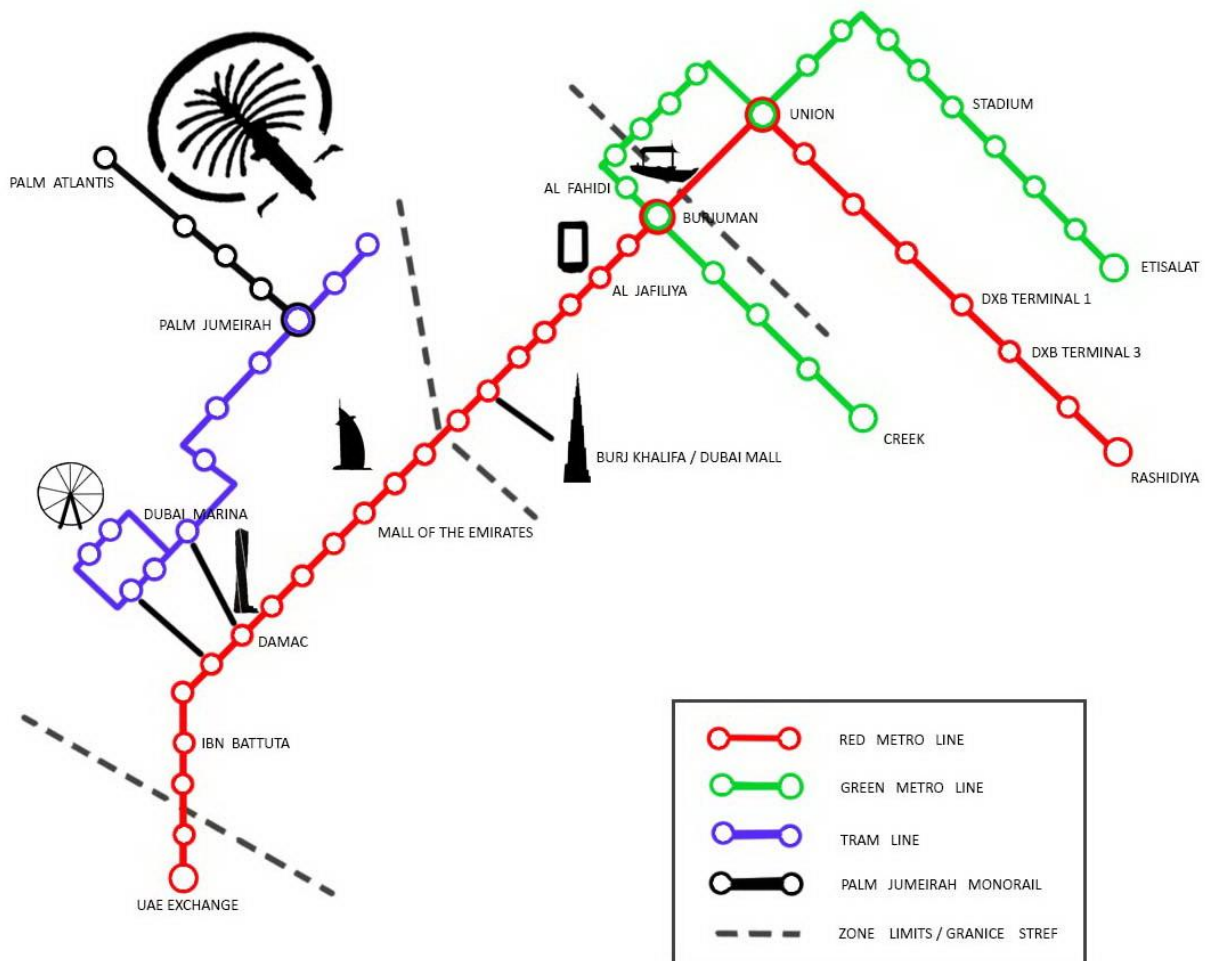 UNION
STADIUM
PALM ATLANTIS
AL FAHIDI
BURJUMAN
ETISALAT
AL JAFILIYA
DXB TERMINAL 1
PALM JUMEIRAH
DXB TERMINAL 3
CREEK
BURJ KHALIFA / DUBAI MALL
RASHIDIYA
DUBAI MARINA
MALL OF THE EMIRATES
DAMAC
IBN BATTUTA
UAE EXCHANGE
RED METRO LINE
GREEN METRO LINE
TRAM LINE
PALM JUMEIRAH MONORAIL
ZONE LIMITS / GRANICE STREF